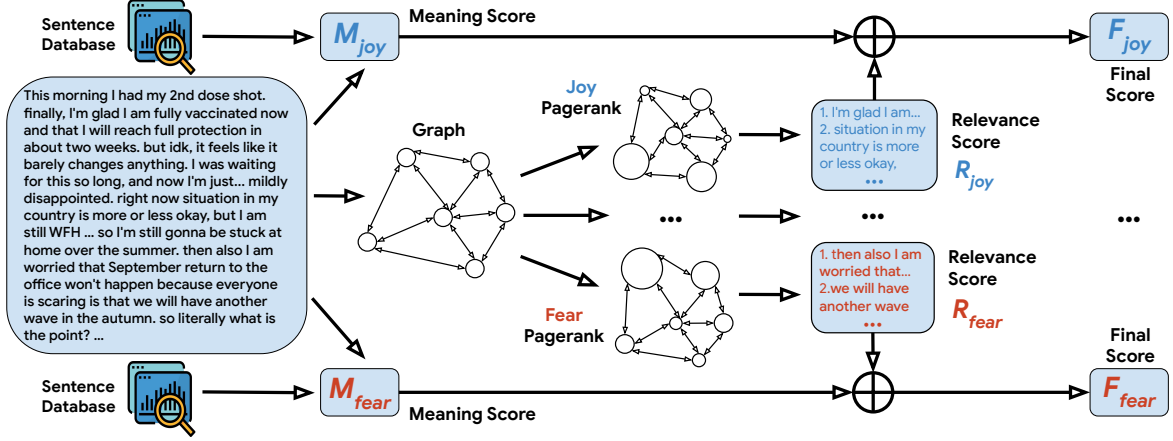 Sentence
Database
M joy
Meaning Score
F joy
Final
Score
This morning I had my 2nd dose shot.
finally, I'm glad I am fully vaccinated now
and that I will reach full protection in
about two weeks. but idk, it feels like it
barely changes anything. I was waiting
for this so long, and now I'm just... mildly
disappointed. right now situation in my
country is more or less okay, but I am
still WFH ... so I'm still gonna be stuck at
home over the summer. then also I am
worried that September return to the
office won't happen because everyone
is scaring is that we will have another
wave in the autumn. so literally what is
the point? ...
Graph
Joy
Pagerank
1. I'm glad I am...
2. situation in my
country is more
or less okay,
...
Relevance
Score
R joy
...
...
...
Fear
Pagerank
1. then also I am
worried that...
2.we will have
another wave
...
Relevance
Score
R fear
Sentence
Database
M fear
Meaning Score
Final
Score
F fear